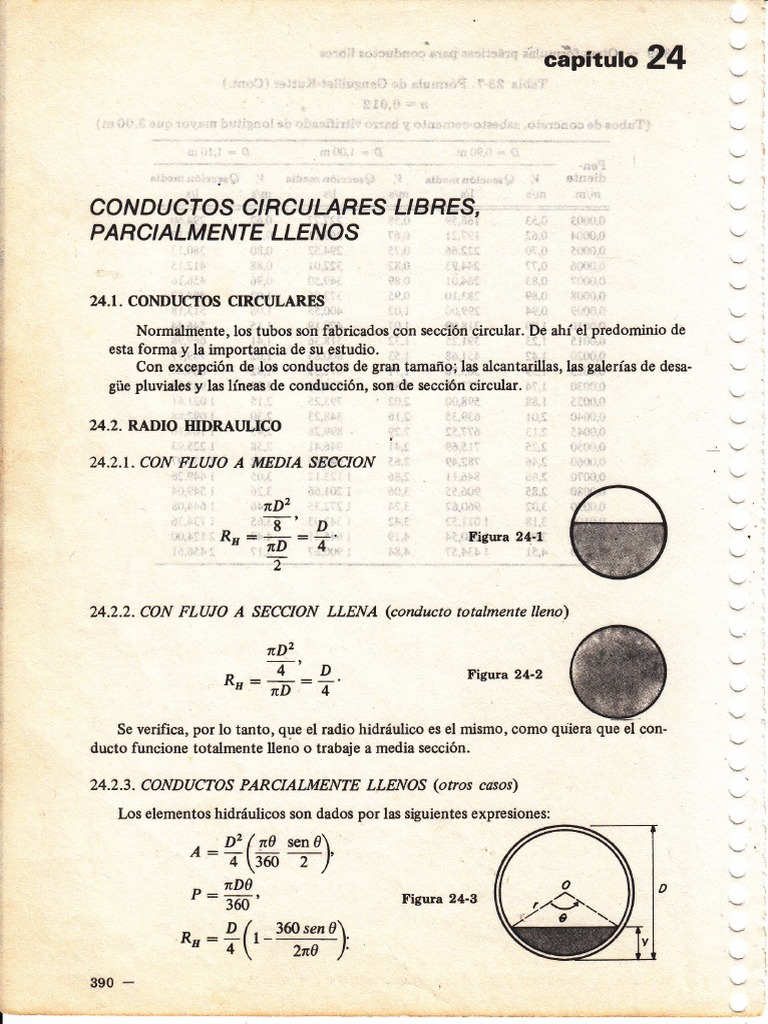 capítulo 24
CONDUCTOS CIRCULARES LIBRES,
PARCIALMENTE LLENOS
24.1. CONDUCTOS CIRCULARES
Normalmente, los tubos son fabricados con sección circular. De ahí el predominio de
esta forma y la importancia de su estudio.
Con excepción de los conductos de gran tamaño; las alcantarillas, las galerías de desa-
güe pluviales y las líneas de conducción, son de sección circular.
24.2. RADIO HIDRAULICO
24.2.1. CON FLUJO A MEDIA SECCION
R_H = (πD²/8)/(πD/2), = D/4.
Figura 24-1
24.2.2. CON FLUJO A SECCION LLENA (conducto totalmente lleno)
R_H = (πD²/4)/(πD), = D/4.
Figura 24-2
Se verifica, por lo tanto, que el radio hidráulico es el mismo, como quiera que el con-
ducto funcione totalmente lleno o trabaje a media sección.
24.2.3. CONDUCTOS PARCIALMENTE LLENOS (otros casos)
Los elementos hidráulicos son dados por las siguientes expresiones:
A = D²/4 (πθ/360 sen θ/2),
P = πDθ/360,
R_H = D/4 (1 - 360 sen θ/2πθ):
Figura 24-3
O
r
θ
D
y
390 —